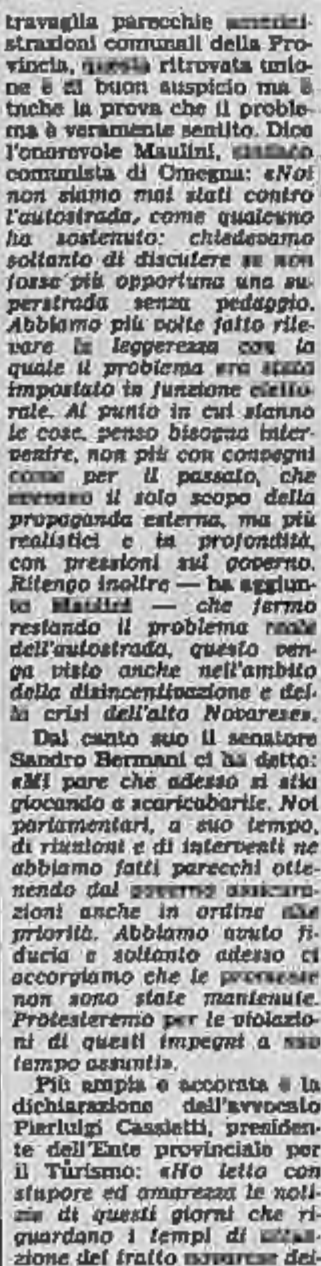 travaglia parecchie
strazioni comunali della Pro-
vincia, questa ritrovata unio-
ne è di buon auspicio ma è
anche la prova che il proble-
ma è veramente sentito. Dice
l'onorevole Maulini, sindaco
comunista di Omegna: «Noi
non siamo mai stati contro
l'autostrada, come qualcuno
ha sostenuto: chiedevamo
soltanto di discutere se non
fosse più opportuna una su-
perstrada senza pedaggio.
Abbiamo più volte fatto rile-
vare la leggerezza con la
quale il problema era stato
impostato in funzione eletto-
rale. Al punto in cui stanno
le cose, penso bisogna inter-
venire, non più con convegni
come per il passato, che
avevano il solo scopo della
propaganda esterna, ma più
realistici e in profondità,
con pressioni sul governo.
Ritengo inoltre — ha aggiun-
to Maulini — che fermo
restando il problema reale
dell'autostrada, questo ven-
ga visto anche nell'ambito
della disincentivazione e del-
la crisi dell'alto Novarese».
Dal canto suo il senatore
Sandro Bermani ci ha detto:
«Mi pare che adesso si stia
giocando a scaricabarile. Noi
parlamentari, a suo tempo,
di riunioni e di interventi ne
abbiamo fatti parecchi otte-
nendo dal governo assicura-
zioni anche in ordine alle
priorità. Abbiamo avuto fi-
ducia e soltanto adesso ci
accorgiamo che le promesse
non sono state mantenute.
Protesteremo per le violazio-
ni di questi impegni a suo
tempo assunti».
Più ampia e accorata è la
dichiarazione dell'avvocato
Pierluigi Cassietti, presiden-
te dell'Ente provinciale per
il Turismo: «Ho letto con
stupore ed amarezza le noti-
zie di questi giorni che ri-
guardano i tempi di attua-
zione del tratto novarese del-